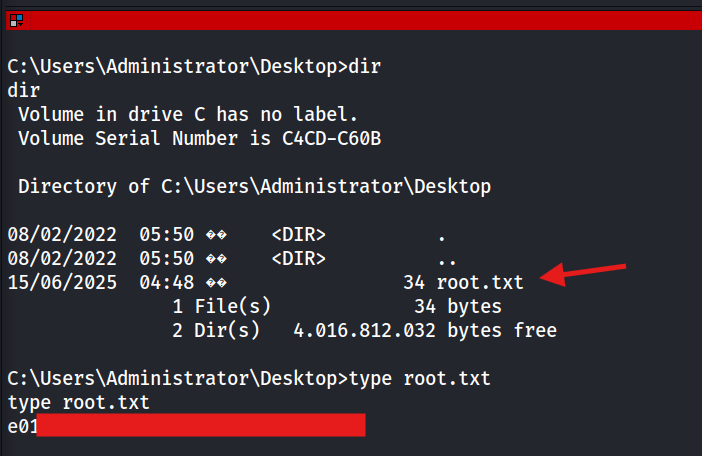 C:\Users\Administrator\Desktop>dir
dir
 Volume in drive C has no label.
 Volume Serial Number is C4CD-C60B
 Directory of C:\Users\Administrator\Desktop
08/02/2022  05:50 ��    <DIR>          .
08/02/2022  05:50 ��    <DIR>          ..
15/06/2025  04:48 ��                34 root.txt
               1 File(s)             34 bytes
               2 Dir(s)   4.016.812.032 bytes free
C:\Users\Administrator\Desktop>type root.txt
type root.txt
e01